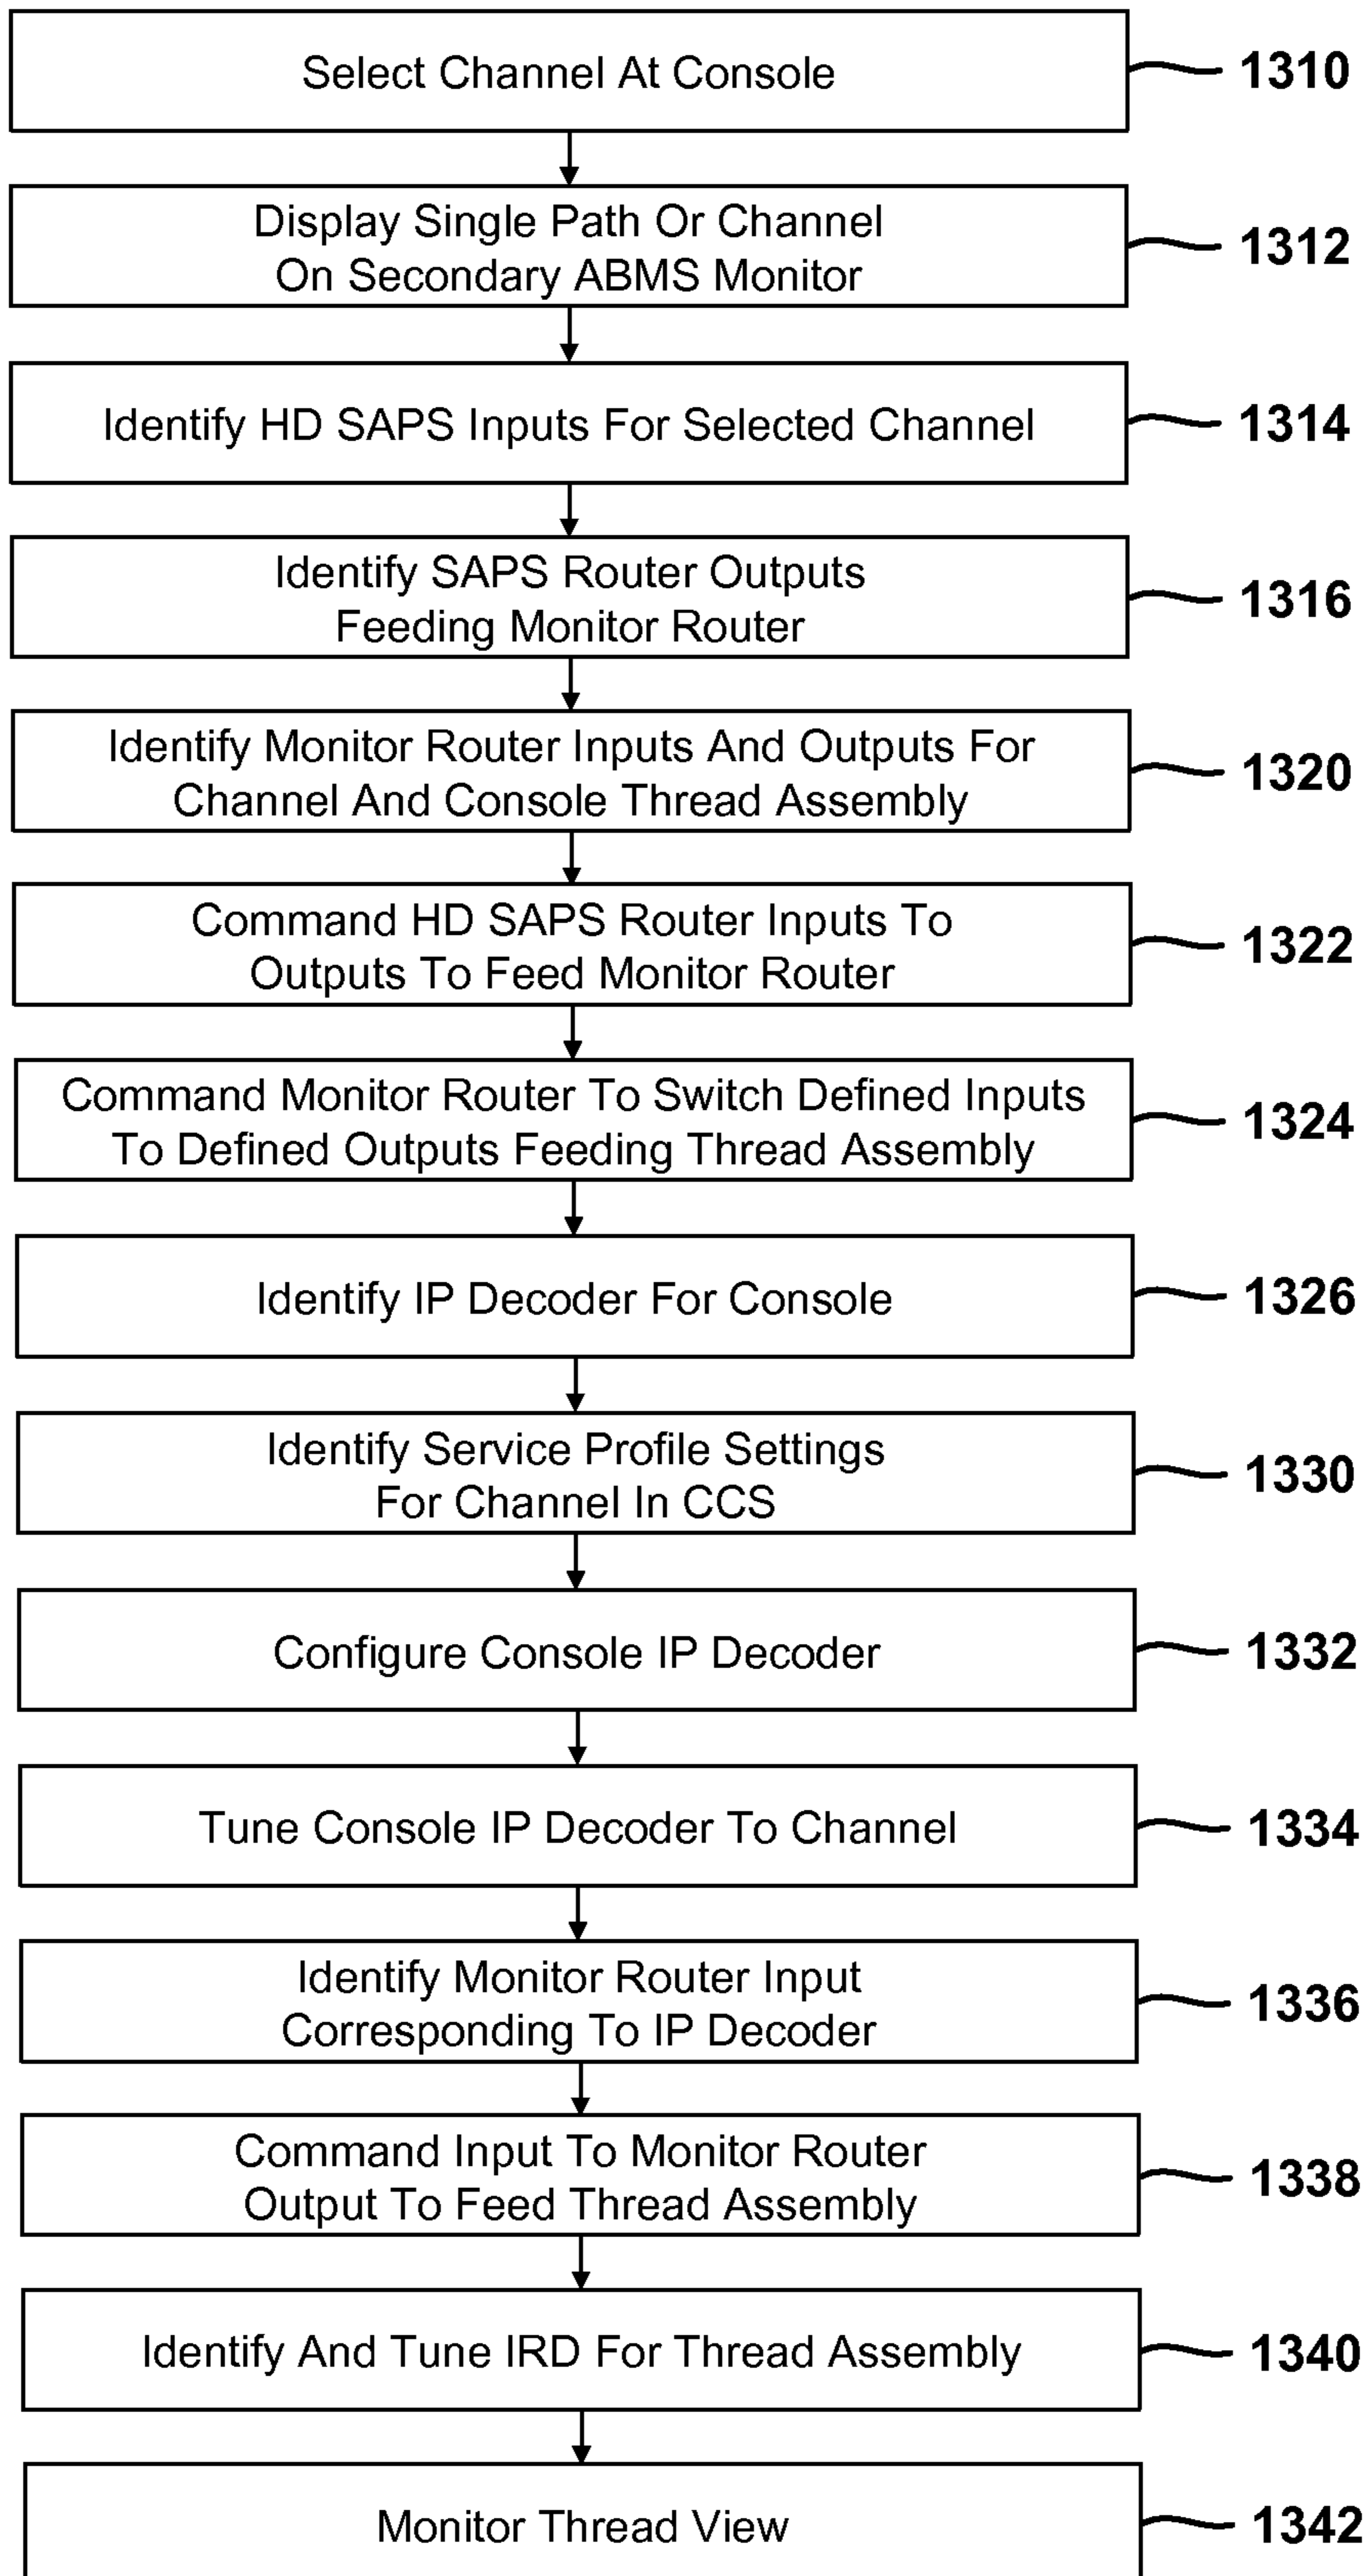 Select Channel At Console
1310
Display Single Path Or Channel
On Secondary ABMS Monitor
1312
Identify HD SAPS Inputs For Selected Channel
1314
Identify SAPS Router Outputs
Feeding Monitor Router
1316
Identify Monitor Router Inputs And Outputs For
Channel And Console Thread Assembly
1320
Command HD SAPS Router Inputs To
Outputs To Feed Monitor Router
1322
Command Monitor Router To Switch Defined Inputs
To Defined Outputs Feeding Thread Assembly
1324
Identify IP Decoder For Console
1326
Identify Service Profile Settings
For Channel In CCS
1330
Configure Console IP Decoder
1332
Tune Console IP Decoder To Channel
1334
Identify Monitor Router Input
Corresponding To IP Decoder
1336
Command Input To Monitor Router
Output To Feed Thread Assembly
1338
Identify And Tune IRD For Thread Assembly
1340
Monitor Thread View
1342